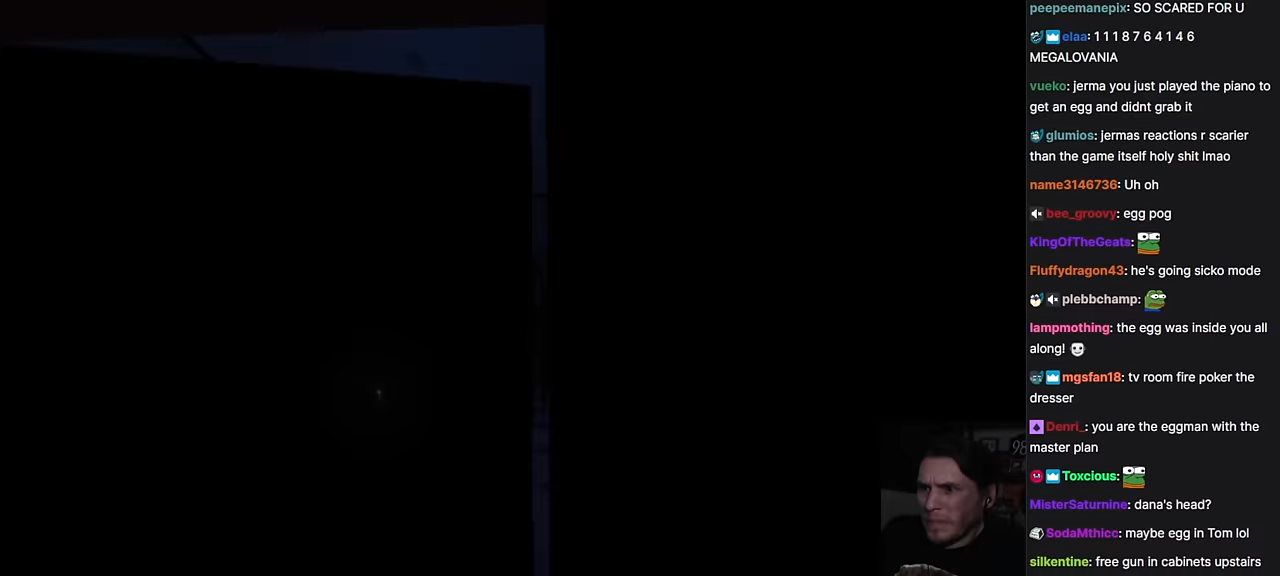 peepeemanepix: SO SCARED FOR U
elaa: 1 1 1 8 7 6 4 1 4 6
MEGALOVANIA
vueko: jerma you just played the piano to
get an egg and didnt grab it
glumios: jermas reactions r scarier
than the game itself holy shit lmao
name3146736: Uh oh
bee_groovy: egg pog
KingOfTheGeats:
Fluffydragon43: he's going sicko mode
plebbchamp:
lampmothing: the egg was inside you all
along!
mgsfan18: tv room fire poker the
dresser
Denri_: you are the eggman with the
master plan
Toxcious:
MisterSaturnine: dana's head?
SodaMthicc: maybe egg in Tom lol
silkentine: free gun in cabinets upstairs
98